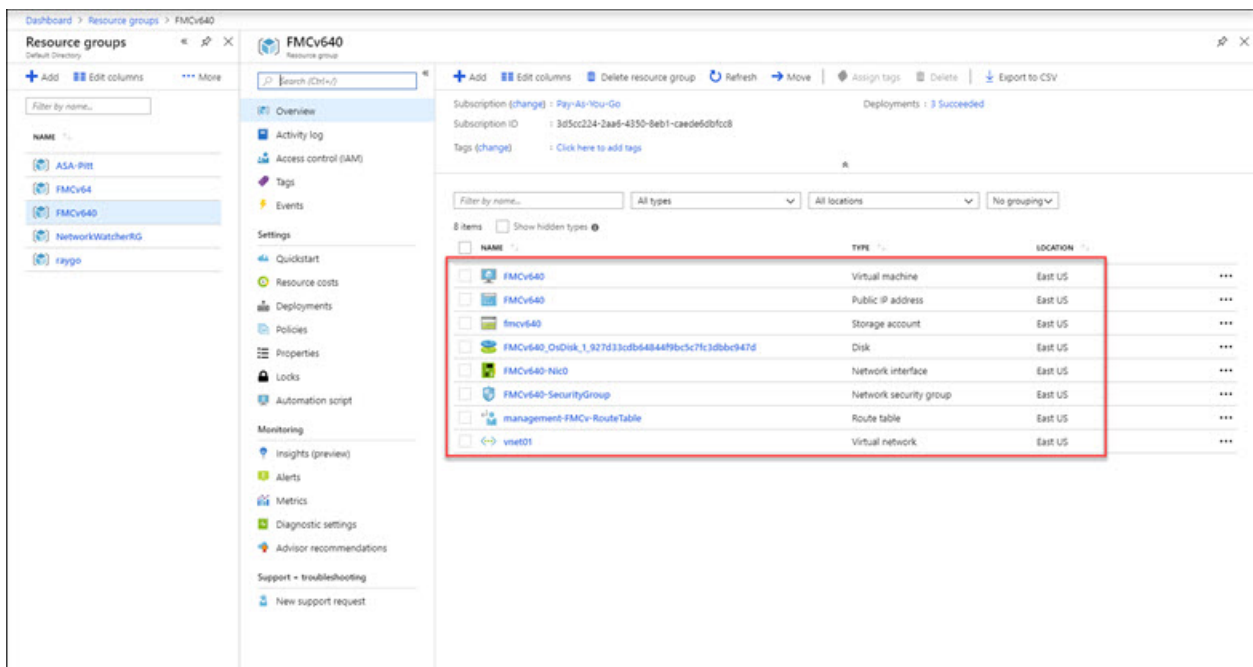 Dashboard > Resource groups > FMCv640
Resource groups
Default Directory
Add Edit columns More
Filter by name...
NAME
ASA-Pitt
FMCv64
FMCv640
NetworkWatcherRG
raygo
FMCv640
Resource group
Search (Ctrl+/)
Overview
Activity log
Access control (IAM)
Tags
Events
Settings
Quickstart
Resource costs
Deployments
Policies
Properties
Locks
Automation script
Monitoring
Insights (preview)
Alerts
Metrics
Diagnostic settings
Advisor recommendations
Support + troubleshooting
New support request
Add Edit columns Delete resource group Refresh Move Assign tags Delete Export to CSV
Subscription (change) : Pay-As-You-Go Deployments : 3 Succeeded
Subscription ID : 3d5cc224-2aa6-4350-8eb1-caede6dbfcc8
Tags (change) : Click here to add tags
Filter by name... All types All locations No grouping
8 items Show hidden types
NAME TYPE LOCATION
FMCv640 Virtual machine East US
FMCv640 Public IP address East US
fmcv640 Storage account East US
FMCv640_OsDisk_1_927d33cdb64844f9bc5c7fc3dbbc947d Disk East US
FMCv640-Nic0 Network interface East US
FMCv640-SecurityGroup Network security group East US
management-FMCv-RouteTable Route table East US
vnet01 Virtual network East US